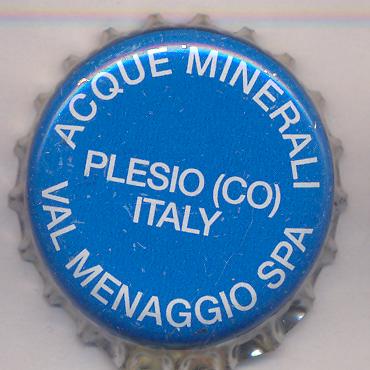 ACQUE MINERALI
PLESIO (CO)
ITALY
VAL MENAGGIO SPA